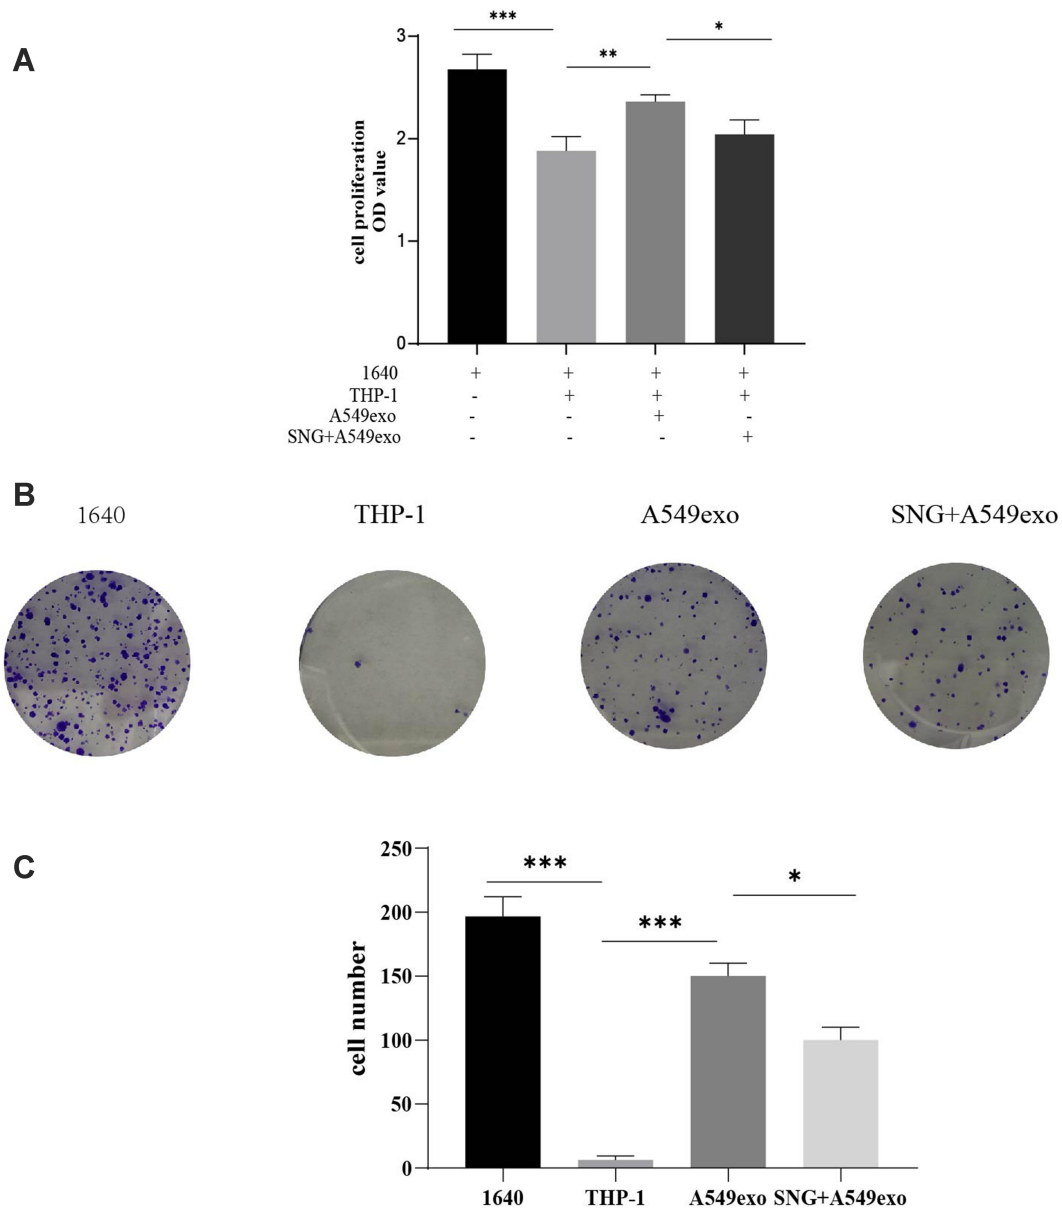 A
***
*
**
3
2
1
0
cell proliferation
OD value
1640 + + + +
THP-1 - + + +
A549exo - - + -
SNG+A549exo - - - +
B
1640 THP-1 A549exo SNG+A549exo
C
250
200
150
100
50
0
cell number
***
*
***
1640 THP-1 A549exo SNG+A549exo